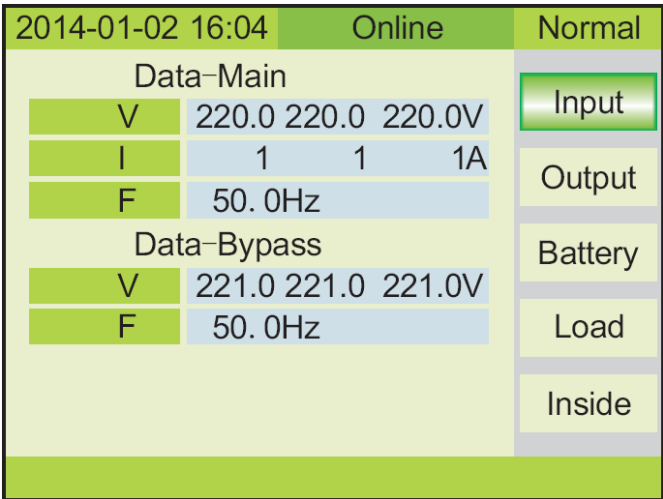 2014-01-02 16:04 Online Normal
Data-Main
V 220.0 220.0 220.0V
I 1 1 1A
F 50.0Hz
Data-Bypass
V 221.0 221.0 221.0V
F 50.0Hz
Input
Output
Battery
Load
Inside